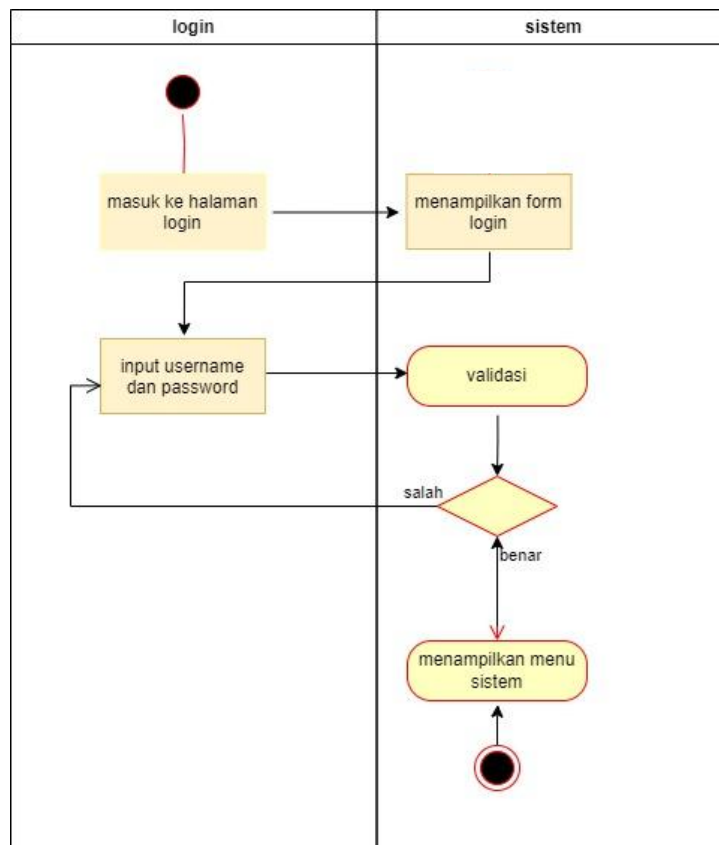 login
sistem
masuk ke halaman
login
menampilkan form
login
input username
dan password
validasi
salah
benar
menampilkan menu
sistem